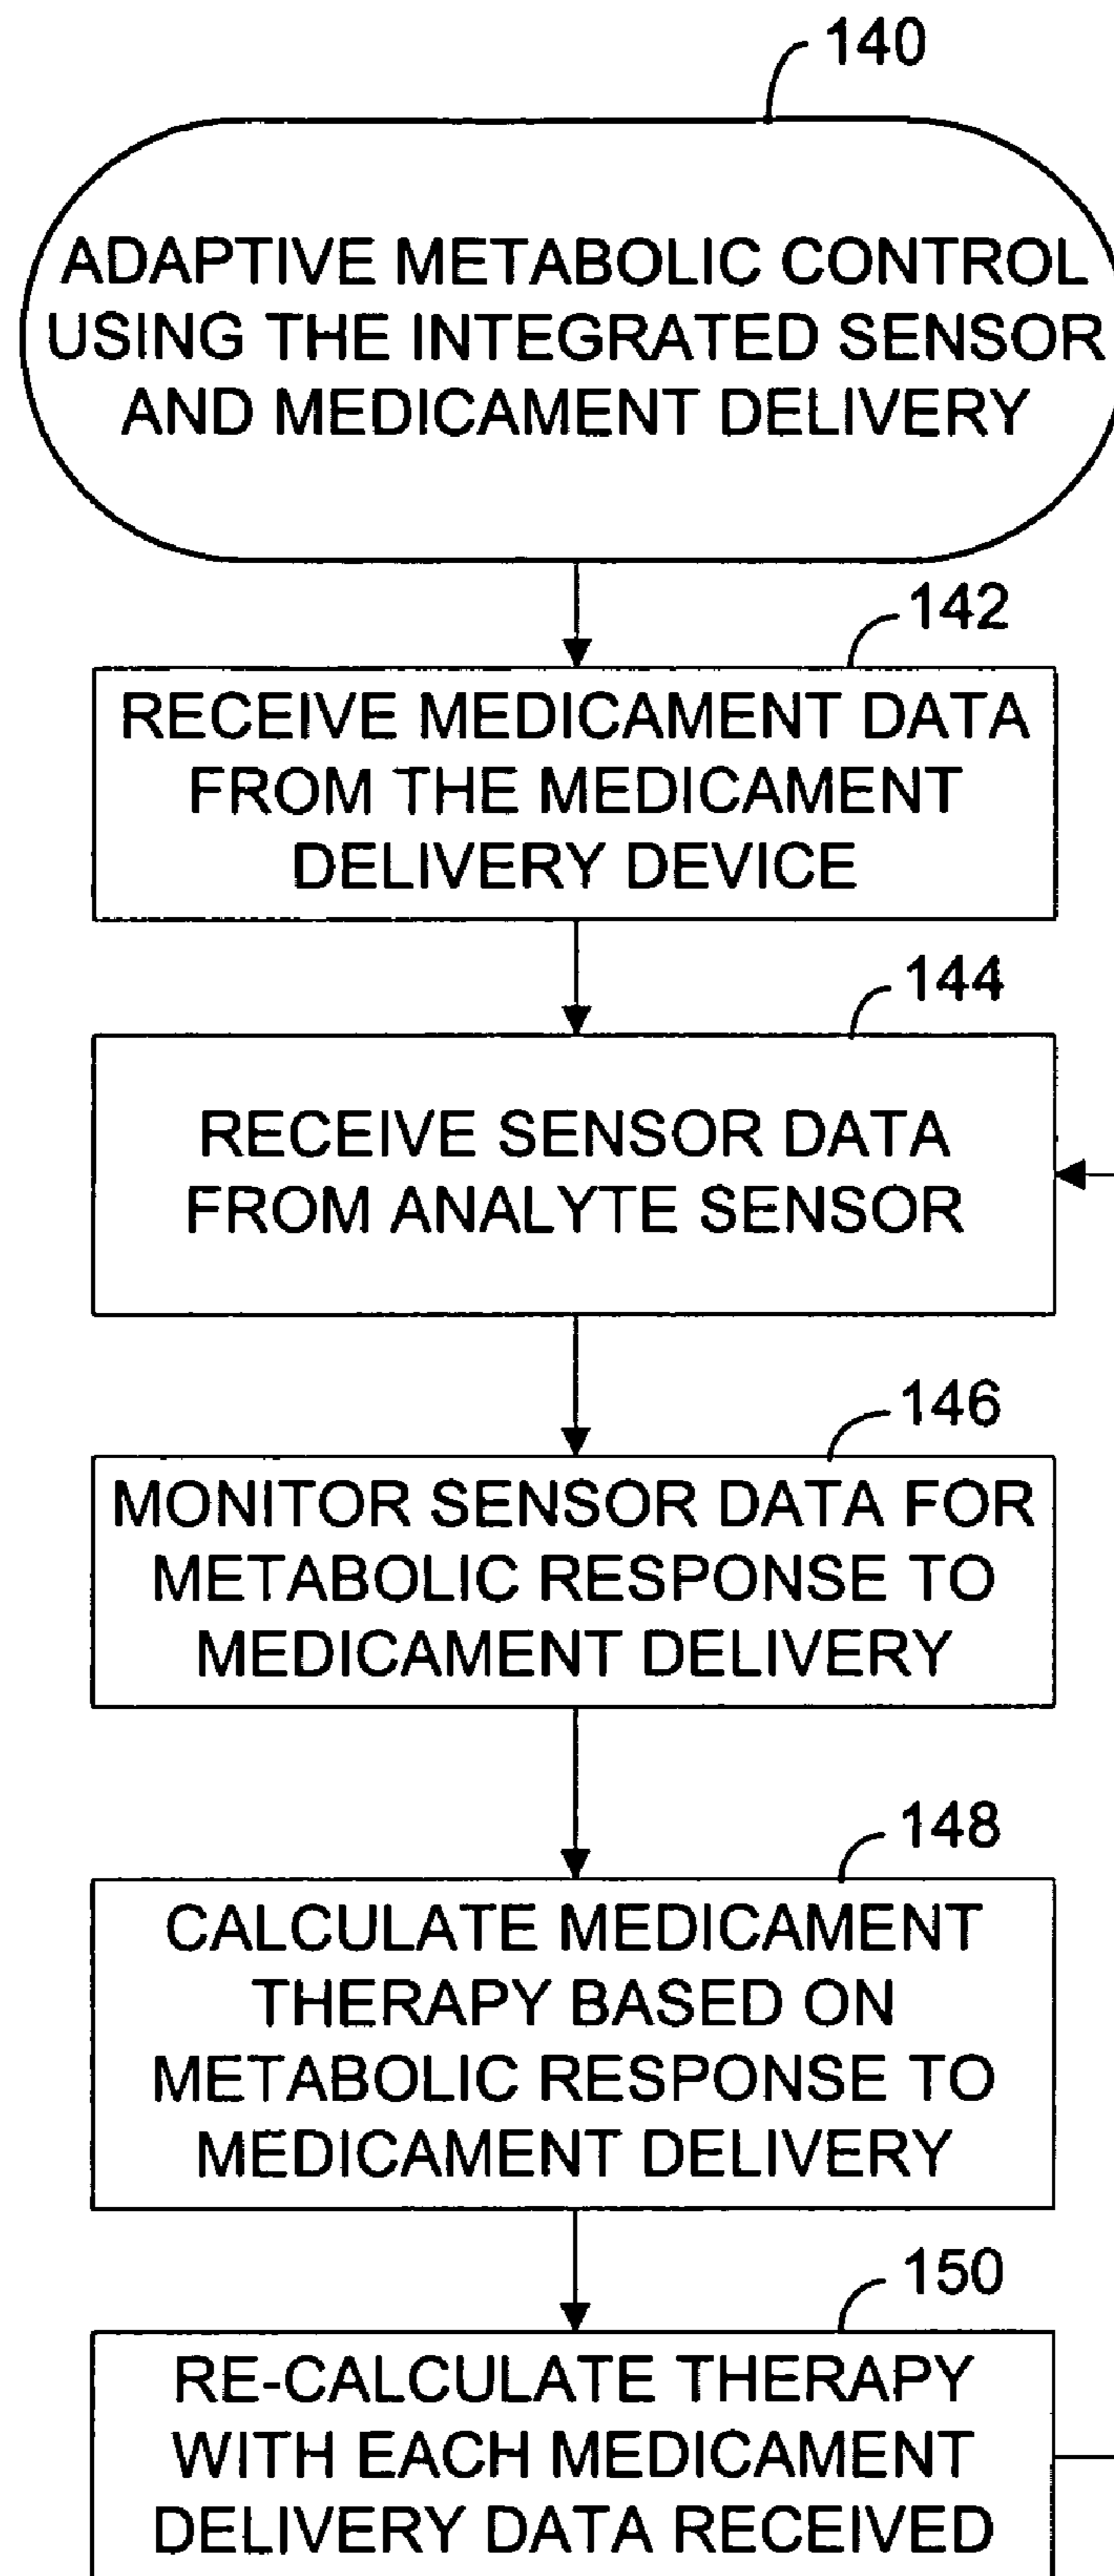 140
ADAPTIVE METABOLIC CONTROL
USING THE INTEGRATED SENSOR
AND MEDICAMENT DELIVERY
142
RECEIVE MEDICAMENT DATA
FROM THE MEDICAMENT
DELIVERY DEVICE
144
RECEIVE SENSOR DATA
FROM ANALYTE SENSOR
146
MONITOR SENSOR DATA FOR
METABOLIC RESPONSE TO
MEDICAMENT DELIVERY
148
CALCULATE MEDICAMENT
THERAPY BASED ON
METABOLIC RESPONSE TO
MEDICAMENT DELIVERY
150
RE-CALCULATE THERAPY
WITH EACH MEDICAMENT
DELIVERY DATA RECEIVED